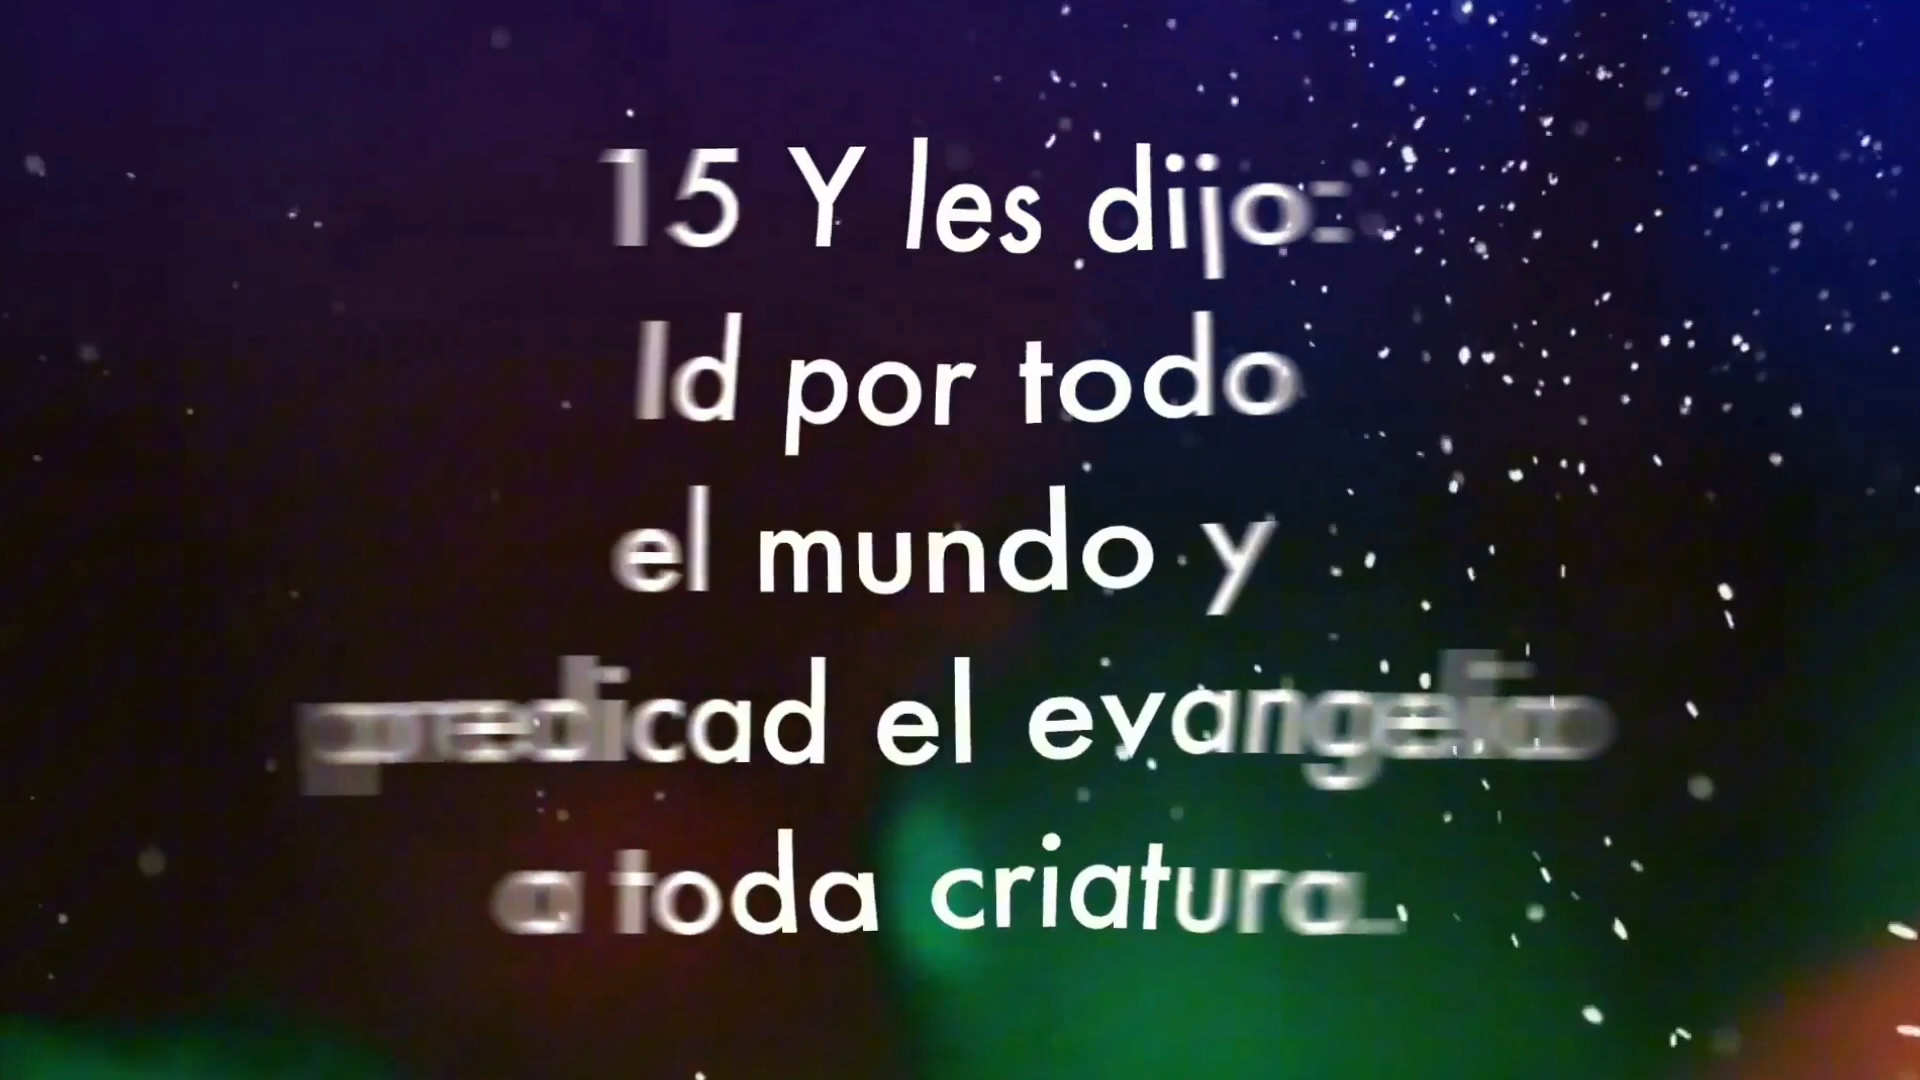 15 Y les dijo:
Id por todo
el mundo y
predicad el evangelio
a toda criatura.